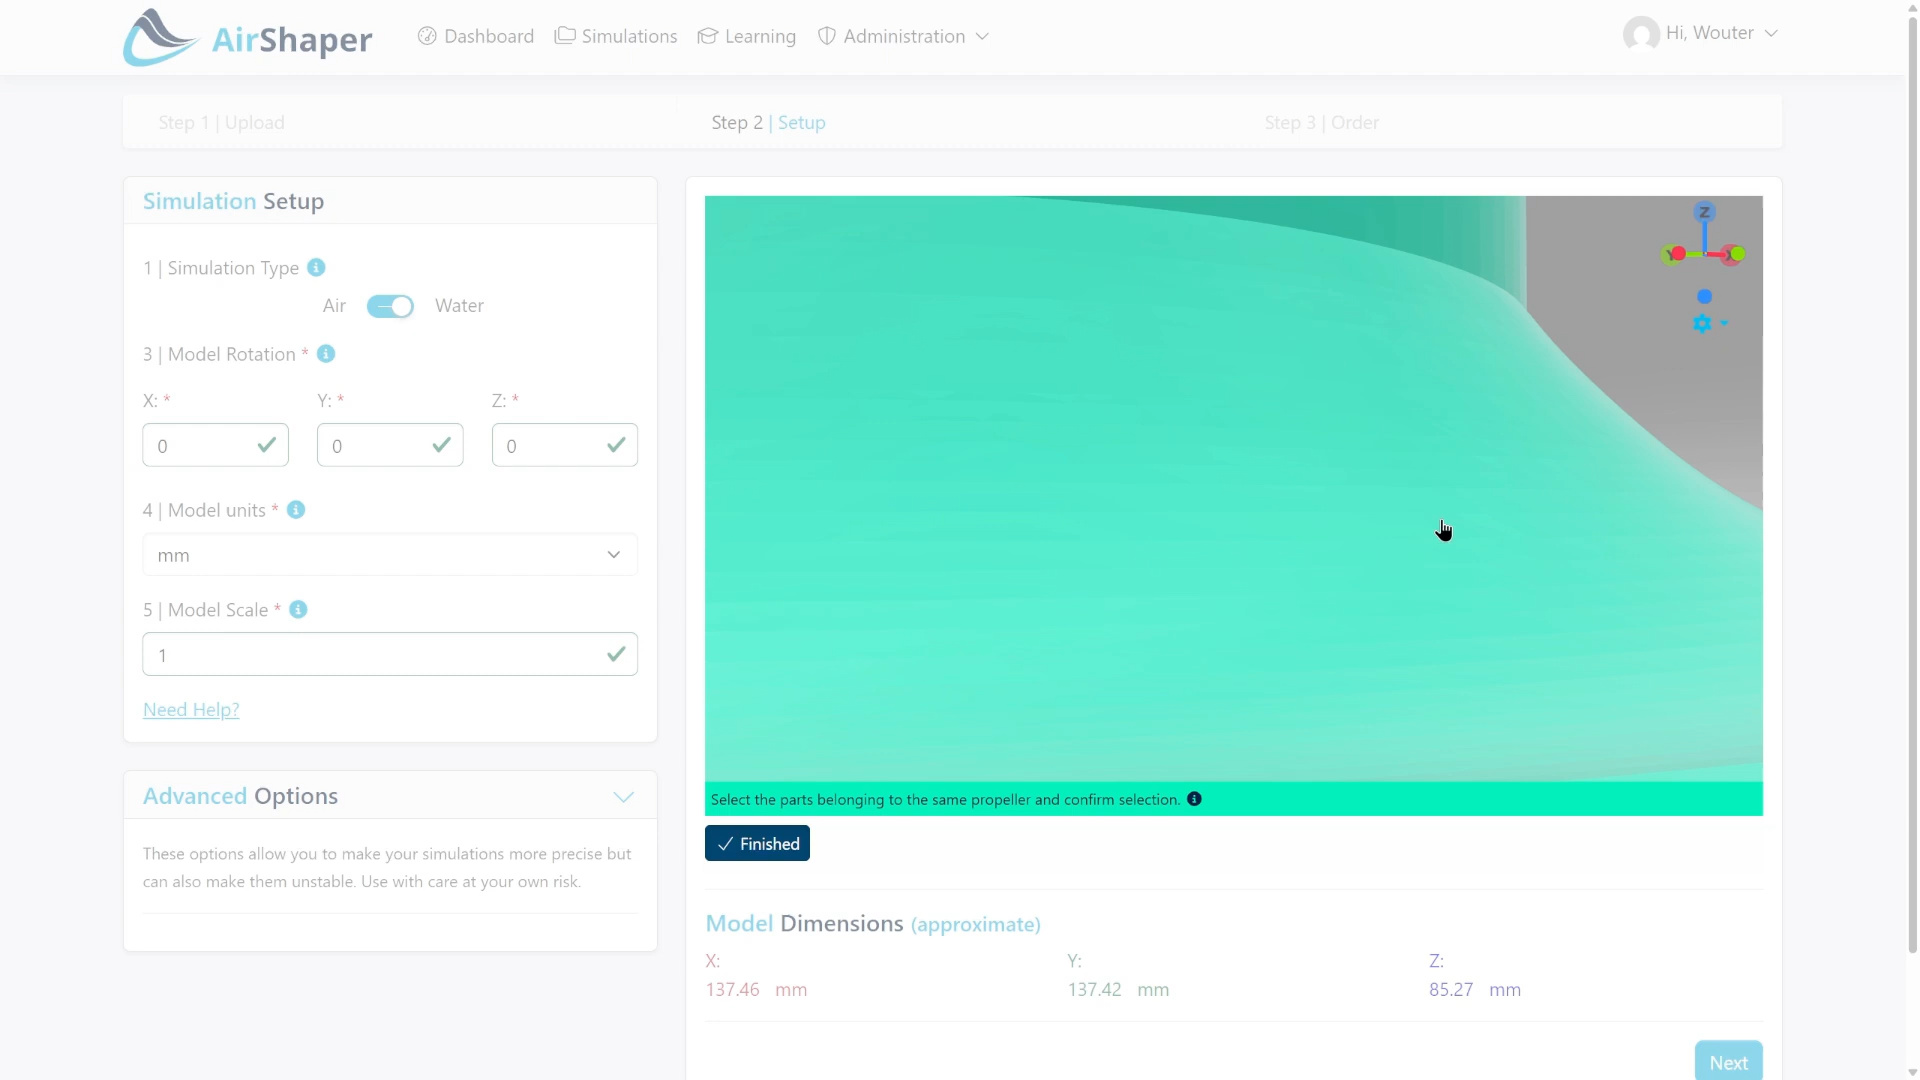 AirShaper
Dashboard
Simulations
Learning
Administration
Hi, Wouter
Step 1 | Upload
Step 2 | Setup
Step 3 | Order
Simulation Setup
1 | Simulation Type
Air
Water
3 | Model Rotation *
X: *
Y: *
Z: *
0
0
0
4 | Model units *
mm
5 | Model Scale *
1
Need Help?
Advanced Options
These options allow you to make your simulations more precise but
can also make them unstable. Use with care at your own risk.
Z
Y
X
Select the parts belonging to the same propeller and confirm selection.
Finished
Model Dimensions (approximate)
X:
Y:
Z:
137.46 mm
137.42 mm
85.27 mm
Next